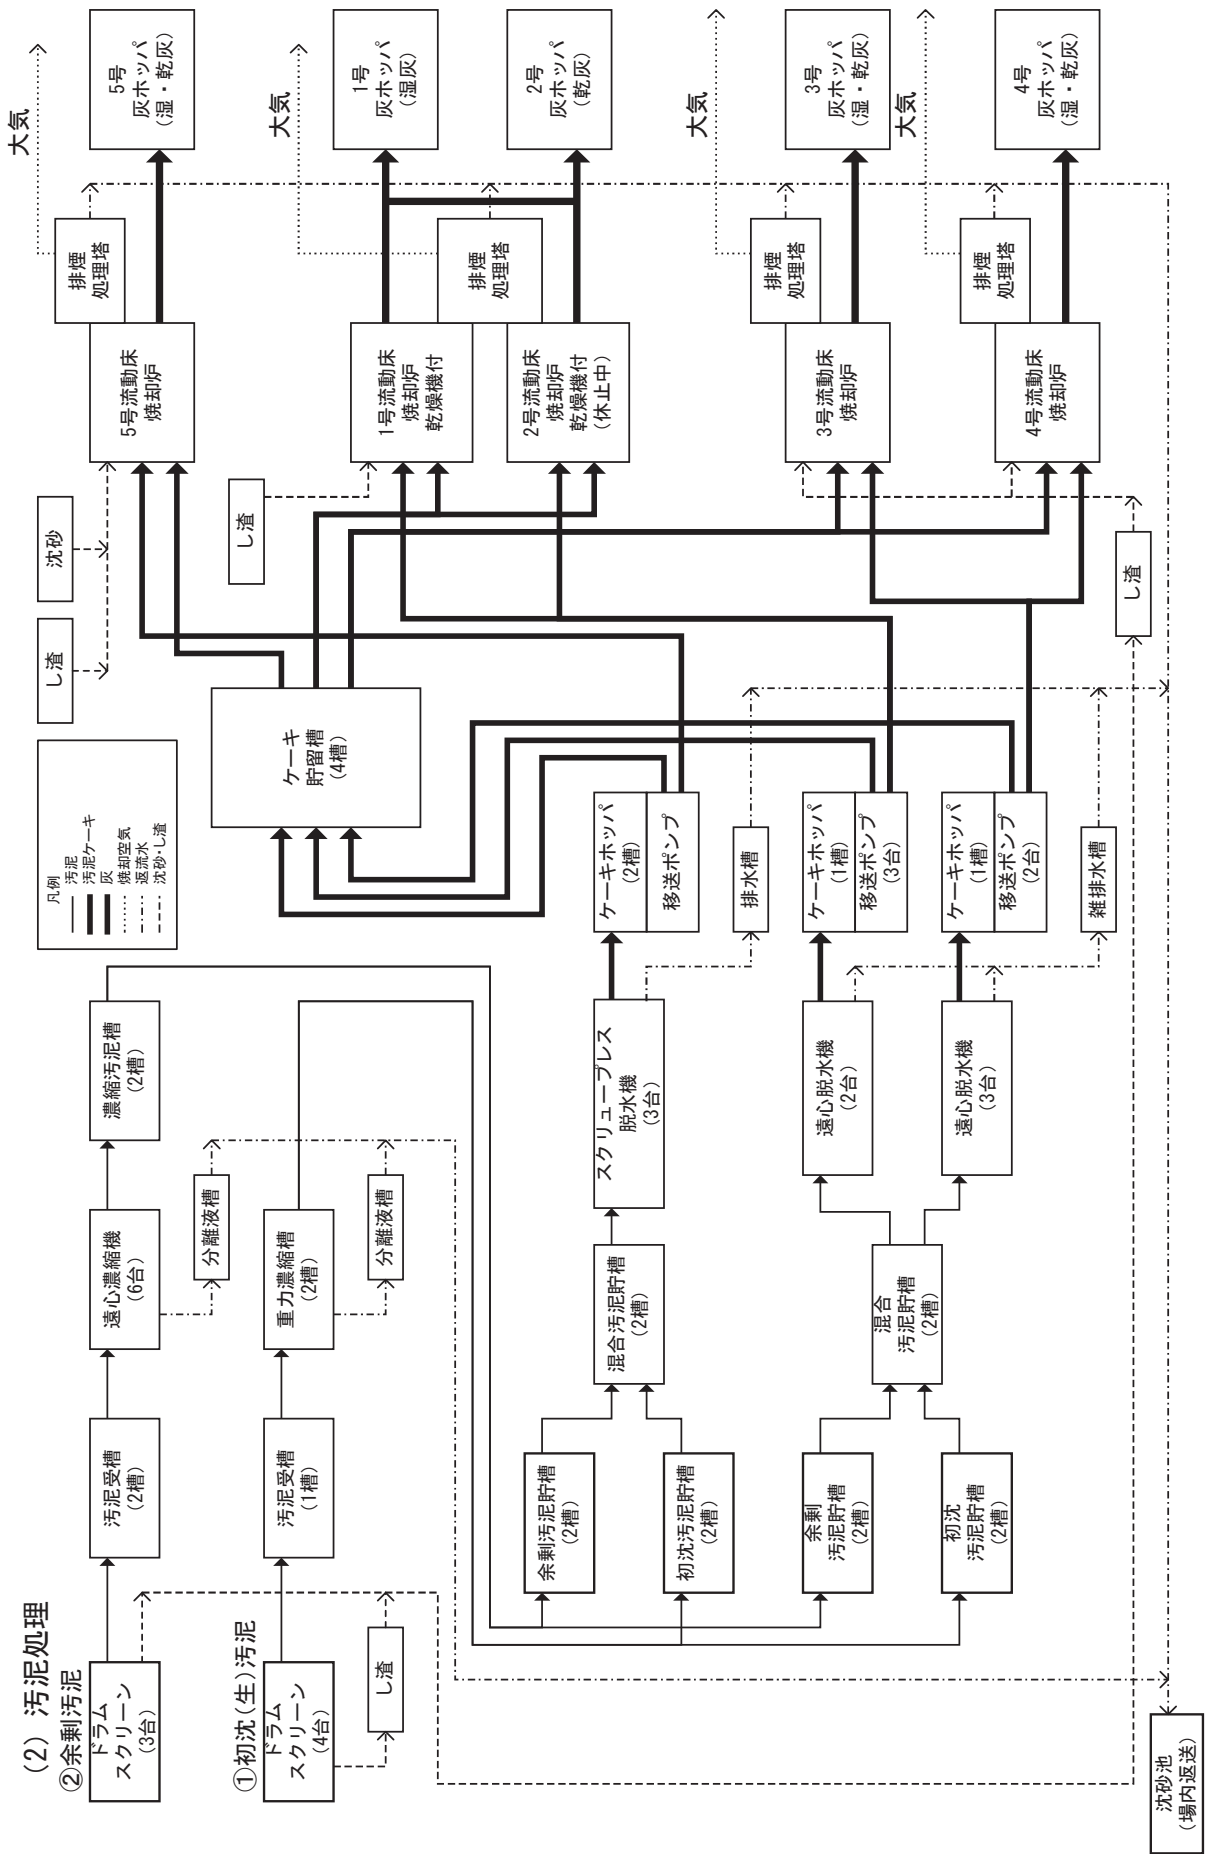 (2) 汚泥処理
②余剰汚泥
ドラム
スクリーン
(3台)
汚泥受槽
(2槽)
遠心濃縮機
(6台)
濃縮汚泥槽
(2槽)
分離液槽
①初沈(生)汚泥
ドラム
スクリーン
(4台)
し渣
汚泥受槽
(1槽)
重力濃縮槽
(2槽)
分離液槽
凡例
汚泥
汚泥ケーキ
灰
焼却空気
返流水
沈砂・し渣
余剰汚泥貯槽
(2槽)
初沈汚泥貯槽
(2槽)
混合汚泥貯槽
(2槽)
スクリュープレス
脱水機
(3台)
ケーキホッパ
(2槽)
移送ポンプ
排水槽
余剰
汚泥貯槽
(2槽)
初沈
汚泥貯槽
(2槽)
混合
汚泥貯槽
(2槽)
遠心脱水機
(2台)
遠心脱水機
(3台)
ケーキホッパ
(1槽)
移送ポンプ
(3台)
ケーキホッパ
(1槽)
移送ポンプ
(2台)
雑排水槽
ケーキ
貯留槽
(4槽)
し渣
沈砂
し渣
し渣
5号流動床
焼却炉
排煙
処理塔
大気
5号
灰ホッパ
(湿・乾灰)
1号流動床
焼却炉
乾燥機付
2号流動床
焼却炉
乾燥機付
(休止中)
排煙
処理塔
大気
1号
灰ホッパ
(湿灰)
2号
灰ホッパ
(乾灰)
3号流動床
焼却炉
排煙
処理塔
大気
3号
灰ホッパ
(湿・乾灰)
4号流動床
焼却炉
排煙
処理塔
大気
4号
灰ホッパ
(湿・乾灰)
沈砂池
(場内返送)